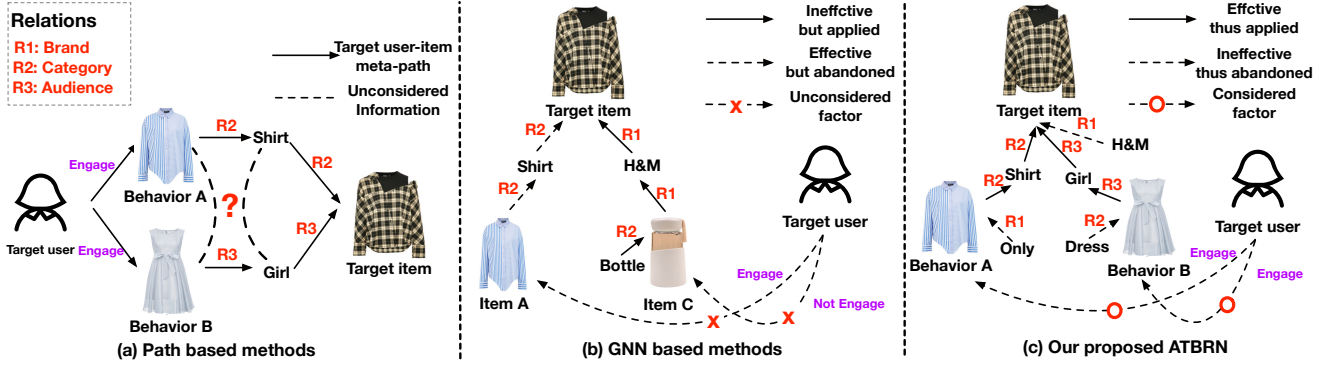 Relations
R1: Brand
R2: Category
R3: Audience
Target user-item
meta-path
Unconsidered
Information
R2
Shirt
Engage
R2
Behavior A
?
Target user
Engage
R3
R3
Girl
Target item
Behavior B
(a) Path based methods
Ineffctive
but applied
Effective
but abandoned
X
Unconsidered
factor
Target item
R2
R1
Shirt
H&M
R2
R1
R2
Bottle
Target user
Item A
Item C
Engage
Not Engage
X
X
(b) GNN based methods
Effctive
thus applied
Ineffective
thus abandoned
Considered
factor
Target item
R1
R2
R3
H&M
Shirt
Girl
R2
R3
R1
R2
Only
Dress
Target user
Behavior A
Behavior B
Engage
Engage
(c) Our proposed ATBRN